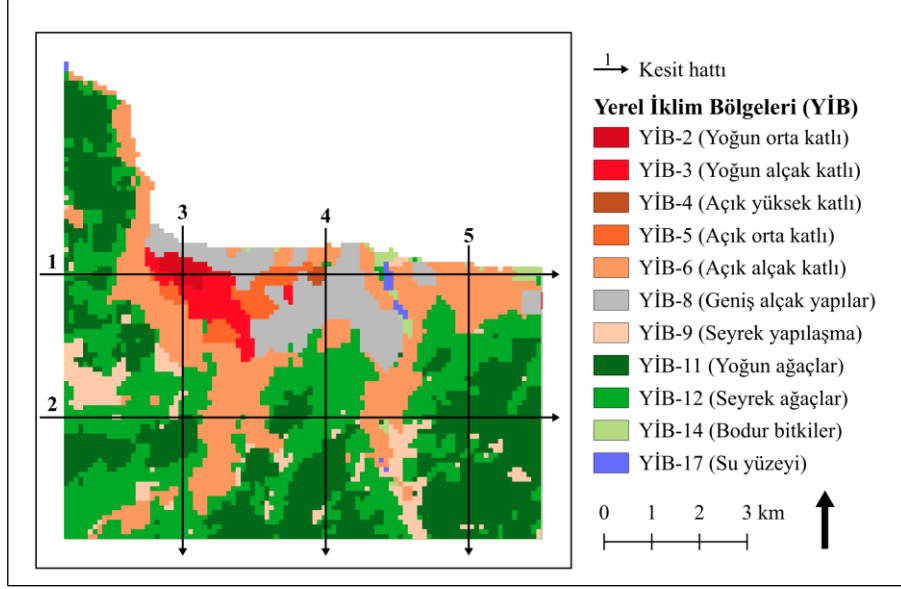 1 Kesit hattı
Yerel İklim Bölgeleri (YİB)
YİB-2 (Yoğun orta katlı)
YİB-3 (Yoğun alçak katlı)
YİB-4 (Açık yüksek katlı)
YİB-5 (Açık orta katlı)
YİB-6 (Açık alçak katlı)
YİB-8 (Geniş alçak yapılar)
YİB-9 (Seyrek yapılaşma)
YİB-11 (Yoğun ağaçlar)
YİB-12 (Seyrek ağaçlar)
YİB-14 (Bodur bitkiler)
YİB-17 (Su yüzeyi)
0 1 2 3 km
3
4
5
1
2